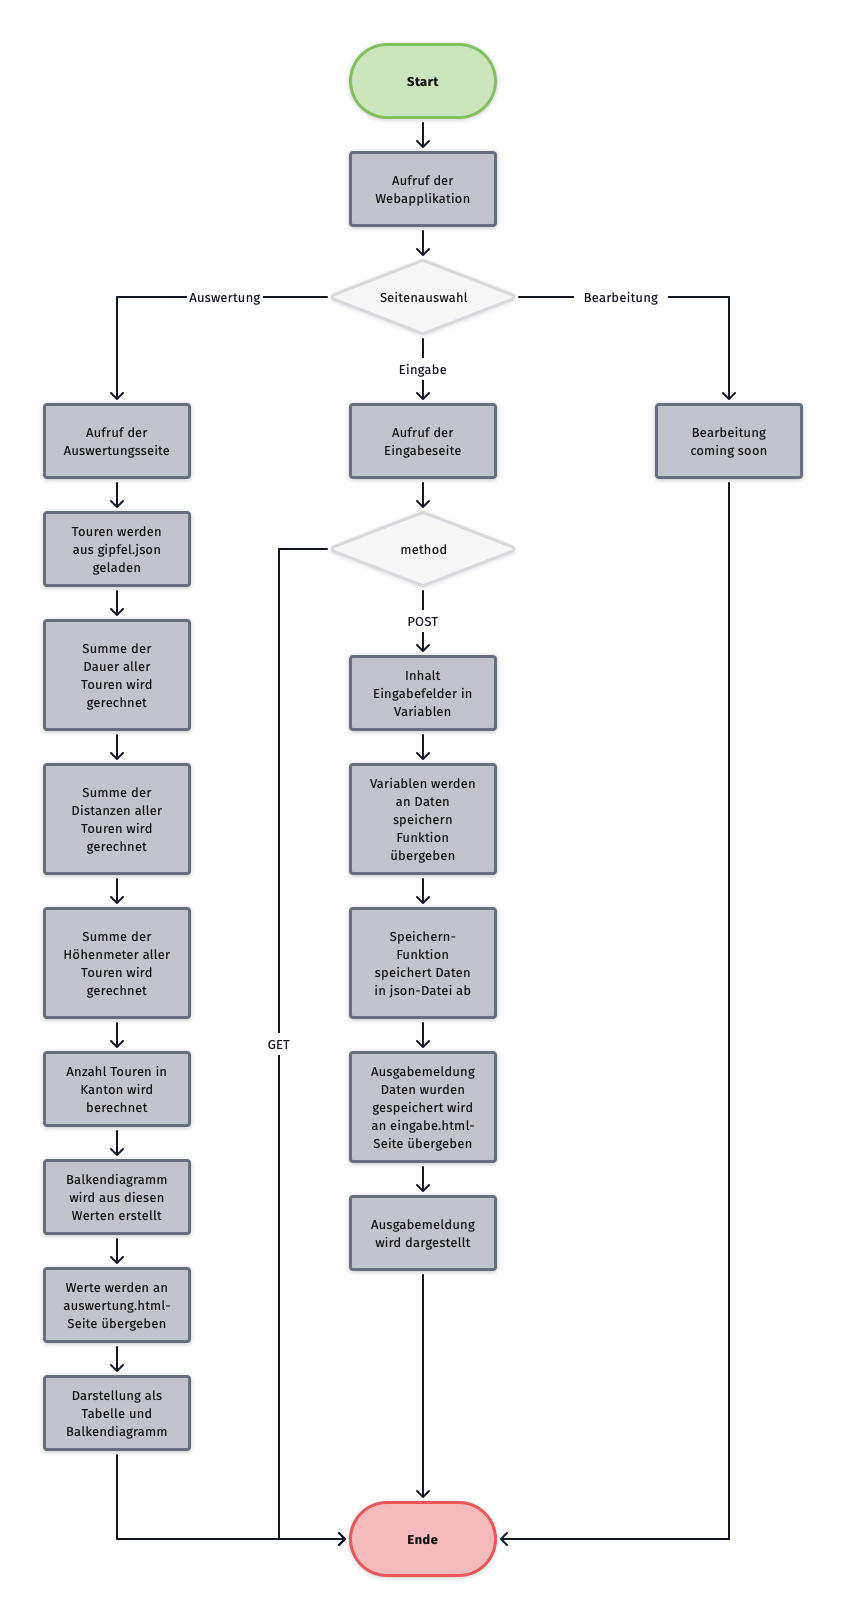 Start
Aufruf der
Webapplikation
Seitenauswahl
Auswertung
Eingabe
Bearbeitung
Aufruf der
Auswertungsseite
Touren werden
aus gipfel.json
geladen
Summe der
Dauer aller
Touren wird
gerechnet
Summe der
Distanzen aller
Touren wird
gerechnet
Summe der
Höhenmeter aller
Touren wird
gerechnet
Anzahl Touren in
Kanton wird
berechnet
Balkendiagramm
wird aus diesen
Werten erstellt
Werte werden an
auswertung.html-
Seite übergeben
Darstellung als
Tabelle und
Balkendiagramm
Aufruf der
Eingabeseite
method
GET
POST
Inhalt
Eingabefelder in
Variablen
Variablen werden
an Daten
speichern
Funktion
übergeben
Speichern-
Funktion
speichert Daten
in json-Datei ab
Ausgabemeldung
Daten wurden
gespeichert wird
an eingabe.html-
Seite übergeben
Ausgabemeldung
wird dargestellt
Bearbeitung
coming soon
Ende